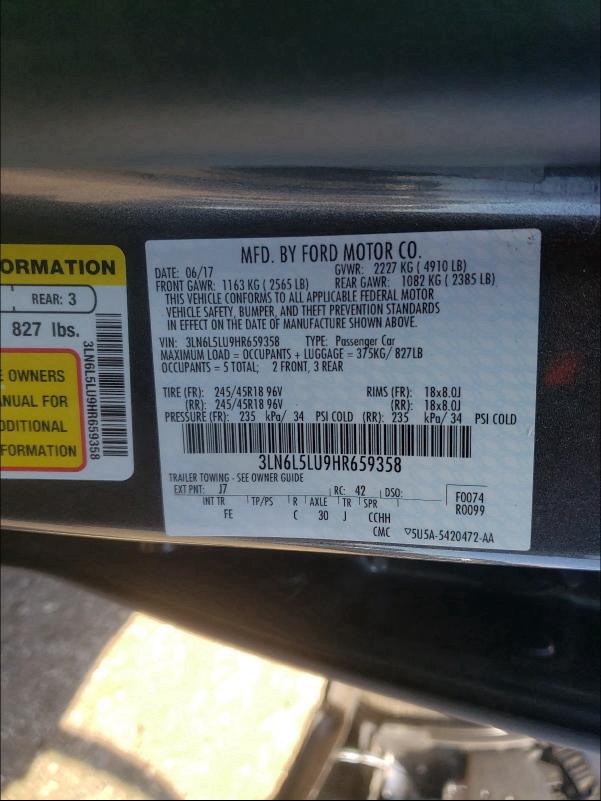 ORMATION
REAR: 3
827 lbs.
E OWNERS
ANUAL FOR
DDITIONAL
FORMATION
3LN6L5LU9HR659358
MFD. BY FORD MOTOR CO.
DATE: 06/17 GVWR: 2227 KG ( 4910 LB)
FRONT GAWR: 1163 KG ( 2565 LB) REAR GAWR: 1082 KG ( 2385 LB)
THIS VEHICLE CONFORMS TO ALL APPLICABLE FEDERAL MOTOR
VEHICLE SAFETY, BUMPER, AND THEFT PREVENTION STANDARDS
IN EFFECT ON THE DATE OF MANUFACTURE SHOWN ABOVE.
VIN: 3LN6L5LU9HR659358 TYPE: Passenger Car
MAXIMUM LOAD = OCCUPANTS + LUGGAGE = 375KG/ 827LB
OCCUPANTS = 5 TOTAL; 2 FRONT, 3 REAR
TIRE (FR): 245/45R18 96V RIMS (FR): 18x8.0J
(RR): 245/45R18 96V (RR): 18x8.0J
PRESSURE (FR): 235 kPa/ 34 PSI COLD (RR): 235 kPa/ 34 PSI COLD
3LN6L5LU9HR659358
TRAILER TOWING - SEE OWNER GUIDE
EXT PNT: J7 RC: 42 DSO:
F0074
R0099
INT TR TP/PS R AXLE TR SPR
FE C 30 J CCHH
CMC ▽5U5A-5420472-AA